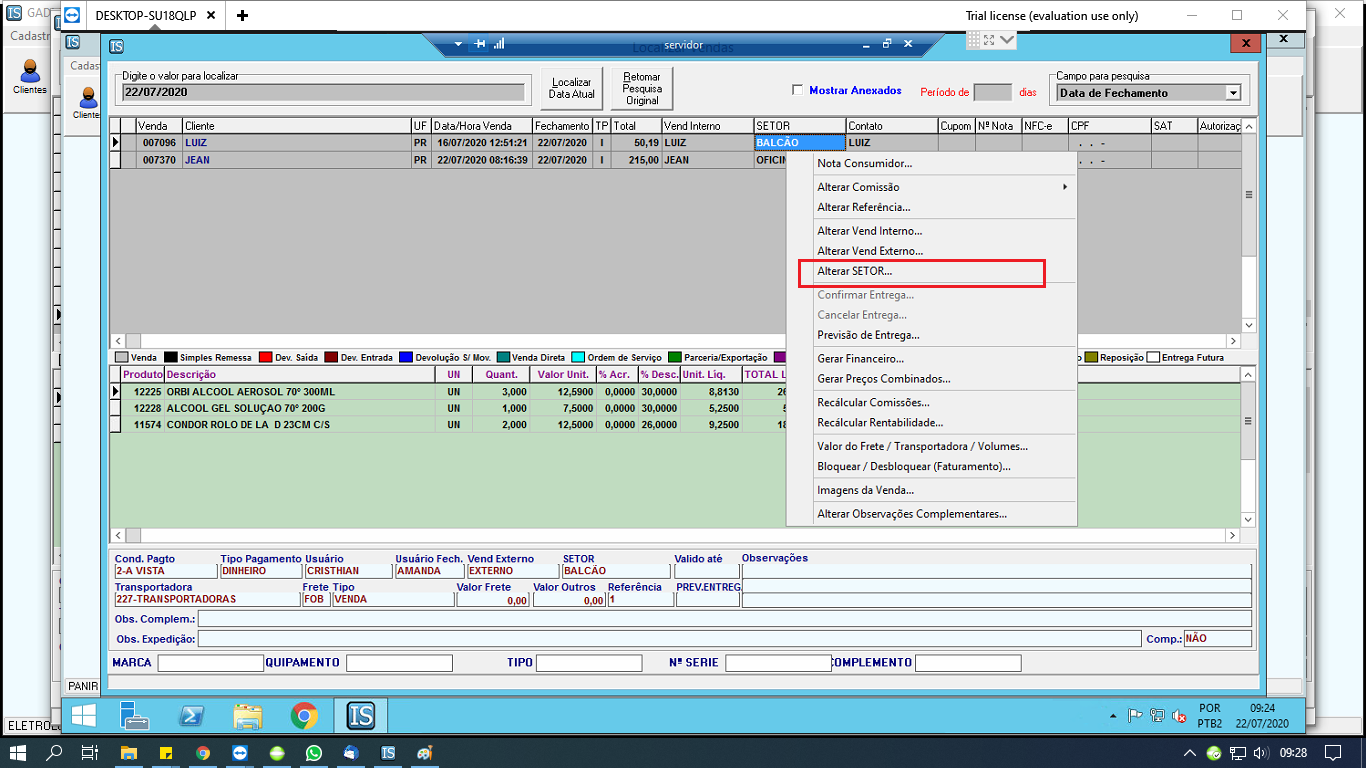 GAD
DESKTOP-SU18QLP
Trial license (evaluation use only)
Cadastr
Clientes
Cadas
Cliente
servidor
Digite o valor para localizar
22/07/2020
Localizar
Data Atual
Retornar
Pesquisa
Original
Mostrar Anexados
Período de
dias
Campo para pesquisa
Data de Fechamento
Venda Cliente UF Data/Hora Venda Fechamento TP Total Vend Interno SETOR Contato Cupom Nº Nota NFC-e CPF SAT Autorizaç
007096 LUIZ PR 16/07/2020 12:51:21 22/07/2020 I 50,19 LUIZ BALCÃO LUIZ . . -
007370 JEAN PR 22/07/2020 08:16:39 22/07/2020 I 215,00 JEAN OFICIN . . -
Nota Consumidor...
Alterar Comissão
Alterar Referência...
Alterar Vend Interno...
Alterar Vend Externo...
Alterar SETOR...
Confirmar Entrega...
Cancelar Entrega...
Previsão de Entrega...
Gerar Financeiro...
Gerar Preços Combinados...
Recálcular Comissões...
Recálcular Rentabilidade...
Valor do Frete / Transportadora / Volumes...
Bloquear / Desbloquear (Faturamento)...
Imagens da Venda...
Alterar Observações Complementares...
Venda Simples Remessa Dev. Saida Dev. Entrada Devolução S/ Mov. Venda Direta Ordem de Serviço Parceria/Exportação o Reposição Entrega Futura
Produto Descrição UN Quant. Valor Unit. % Acr. % Desc. Unit. Liq. TOTAL L
12225 ORBI ALCOOL AEROSOL 70º 300ML UN 3,000 12,5900 0,0000 30,0000 8,8130 26
12228 ALCOOL GEL SOLUÇAO 70º 200G UN 1,000 7,5000 0,0000 30,0000 5,2500 5
11574 CONDOR ROLO DE LA D 23CM C/S UN 2,000 12,5000 0,0000 26,0000 9,2500 18
Cond. Pagto Tipo Pagamento Usuário Usuário Fech. Vend Externo SETOR Valido até Observações
2-A VISTA DINHEIRO CRISTHIAN AMANDA EXTERNO BALCÃO
Transportadora Frete Tipo Valor Frete Valor Outros Referência PREV.ENTREG.
227-TRANSPORTADORAS FOB VENDA 0,00 0,00 1
Obs. Complem.:
Obs. Expedição:
Comp.: NÃO
MARCA QUIPAMENTO TIPO Nº SERIE COMPLEMENTO
PANIR
ELETRO
POR
PTB2
09:24
22/07/2020
09:28